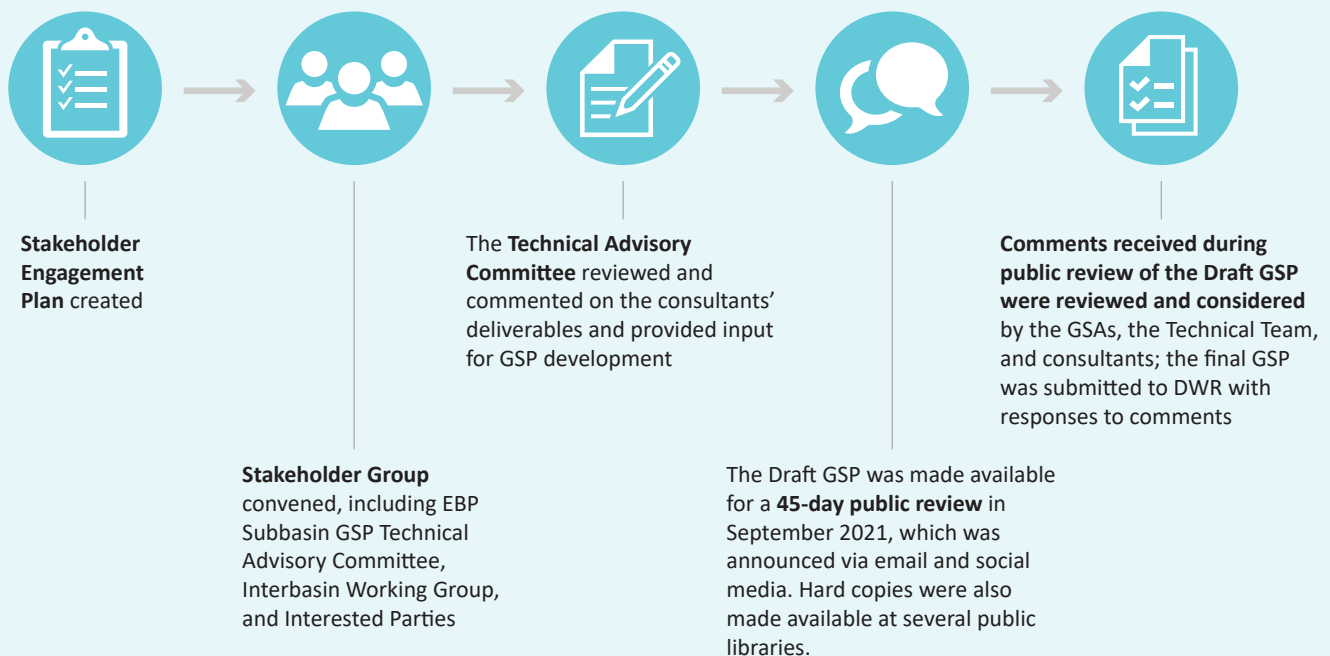 Stakeholder
Engagement
Plan created
Stakeholder Group
convened, including EBP
Subbasin GSP Technical
Advisory Committee,
Interbasin Working Group,
and Interested Parties
The Technical Advisory
Committee reviewed and
commented on the consultants’
deliverables and provided input
for GSP development
The Draft GSP was made available
for a 45-day public review in
September 2021, which was
announced via email and social
media. Hard copies were also
made available at several public
libraries.
Comments received during
public review of the Draft GSP
were reviewed and considered
by the GSAs, the Technical Team,
and consultants; the final GSP
was submitted to DWR with
responses to comments